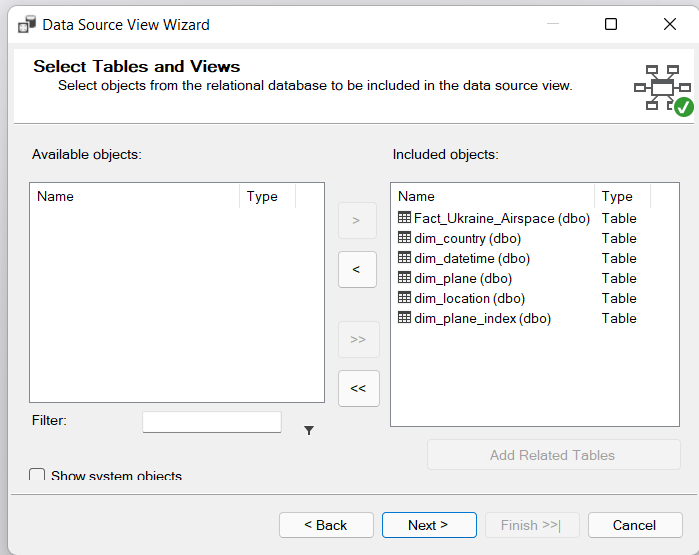 Data Source View Wizard
Select Tables and Views
Select objects from the relational database to be included in the data source view.
Available objects:
Included objects:
Name Type
Name Type
Fact_Ukraine_Airspace (dbo) Table
dim_country (dbo) Table
dim_datetime (dbo) Table
dim_plane (dbo) Table
dim_location (dbo) Table
dim_plane_index (dbo) Table
>
<
>>
<<
Filter:
Add Related Tables
Show system objects
< Back Next > Finish >>| Cancel